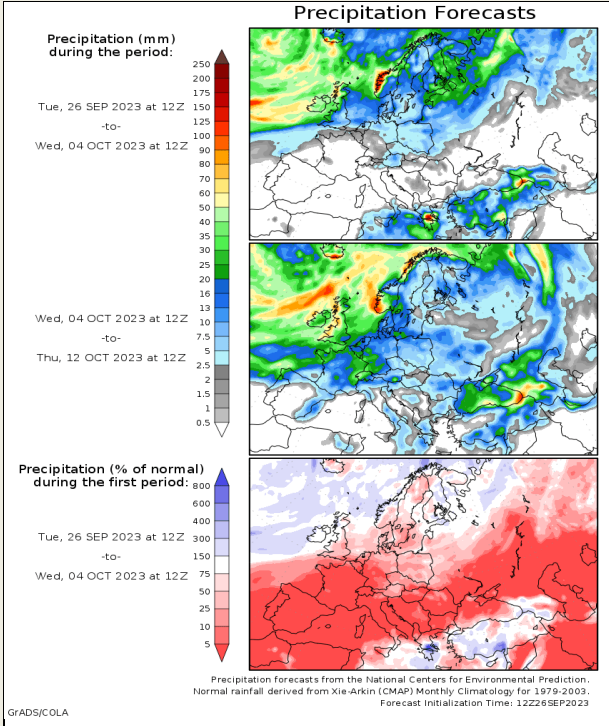 Precipitation Forecasts
Precipitation (mm)
during the period:
Tue, 26 SEP 2023 at 12Z
-to-
Wed, 04 OCT 2023 at 12Z
250
200
175
150
125
100
90
80
70
60
50
40
35
30
25
20
16
13
10
7.5
5
2.5
2
1.5
1
0.5
Wed, 04 OCT 2023 at 12Z
-to-
Thu, 12 OCT 2023 at 12Z
Precipitation (% of normal)
during the first period:
Tue, 26 SEP 2023 at 12Z
-to-
Wed, 04 OCT 2023 at 12Z
800
600
400
300
150
75
50
25
10
5
Precipitation forecasts from the National Centers for Environmental Prediction.
Normal rainfall derived from Xie-Arkin (CMAP) Monthly Climatology for 1979-2003.
Forecast Initialization Time: 12Z26SEP2023
GrADS/COLA